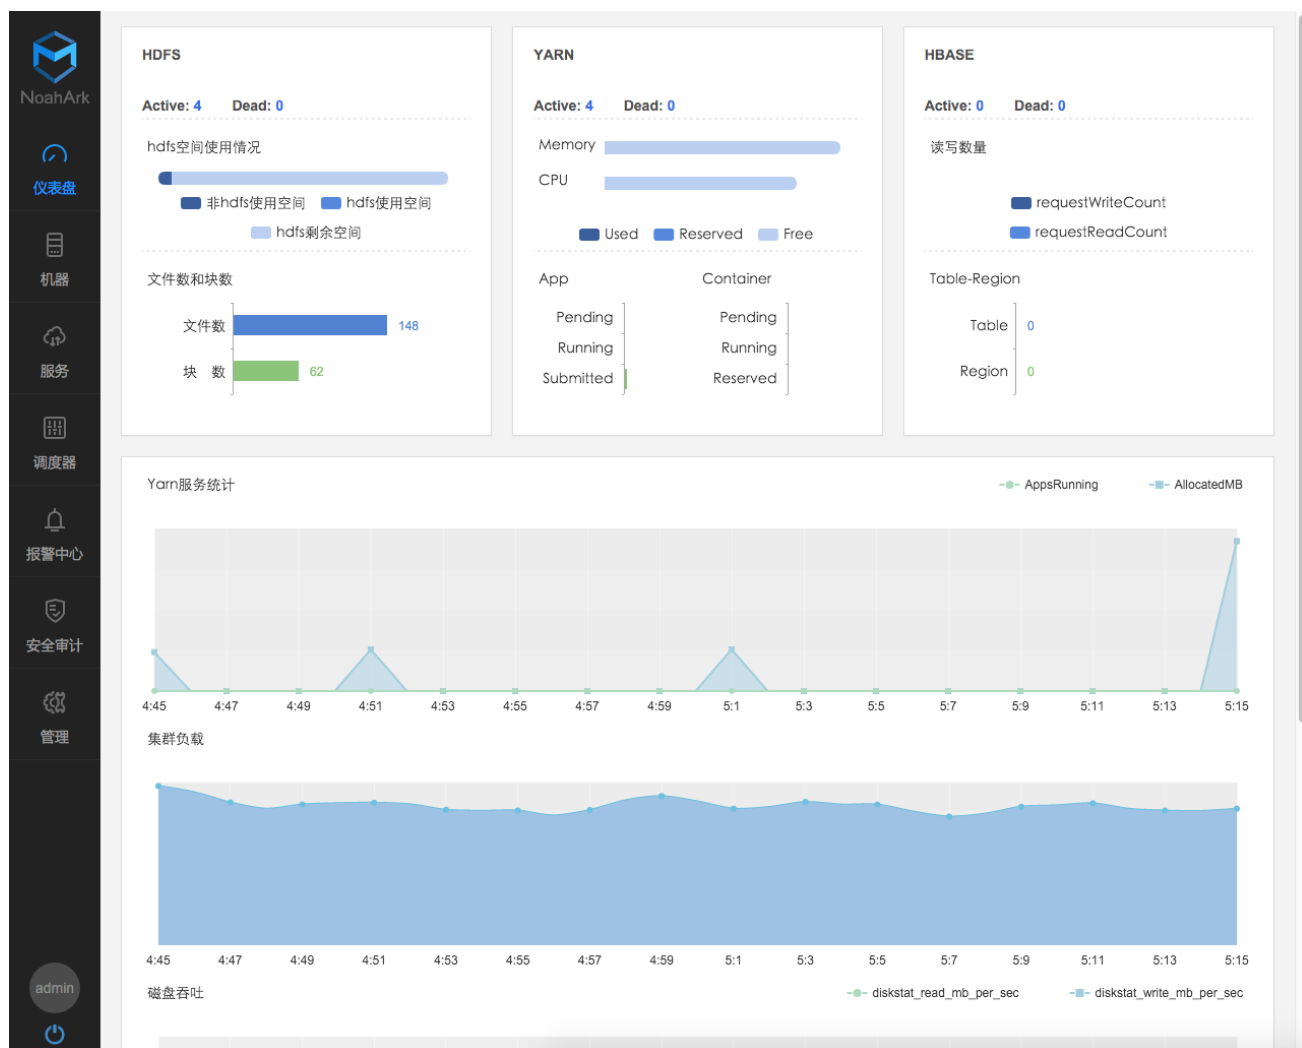 NoahArk
仪表盘
机器
服务
调度器
报警中心
安全审计
管理
admin
HDFS
Active: 4 Dead: 0
hdfs空间使用情况
非hdfs使用空间 hdfs使用空间
hdfs剩余空间
文件数和块数
文件数 148
块 数 62
YARN
Active: 4 Dead: 0
Memory
CPU
Used Reserved Free
App Container
Pending Pending
Running Running
Submitted Reserved
HBASE
Active: 0 Dead: 0
读写数量
requestWriteCount
requestReadCount
Table-Region
Table 0
Region 0
Yarn服务统计 AppsRunning AllocatedMB
4:45 4:47 4:49 4:51 4:53 4:55 4:57 4:59 5:1 5:3 5:5 5:7 5:9 5:11 5:13 5:15
集群负载
4:45 4:47 4:49 4:51 4:53 4:55 4:57 4:59 5:1 5:3 5:5 5:7 5:9 5:11 5:13 5:15
磁盘吞吐 diskstat_read_mb_per_sec diskstat_write_mb_per_sec